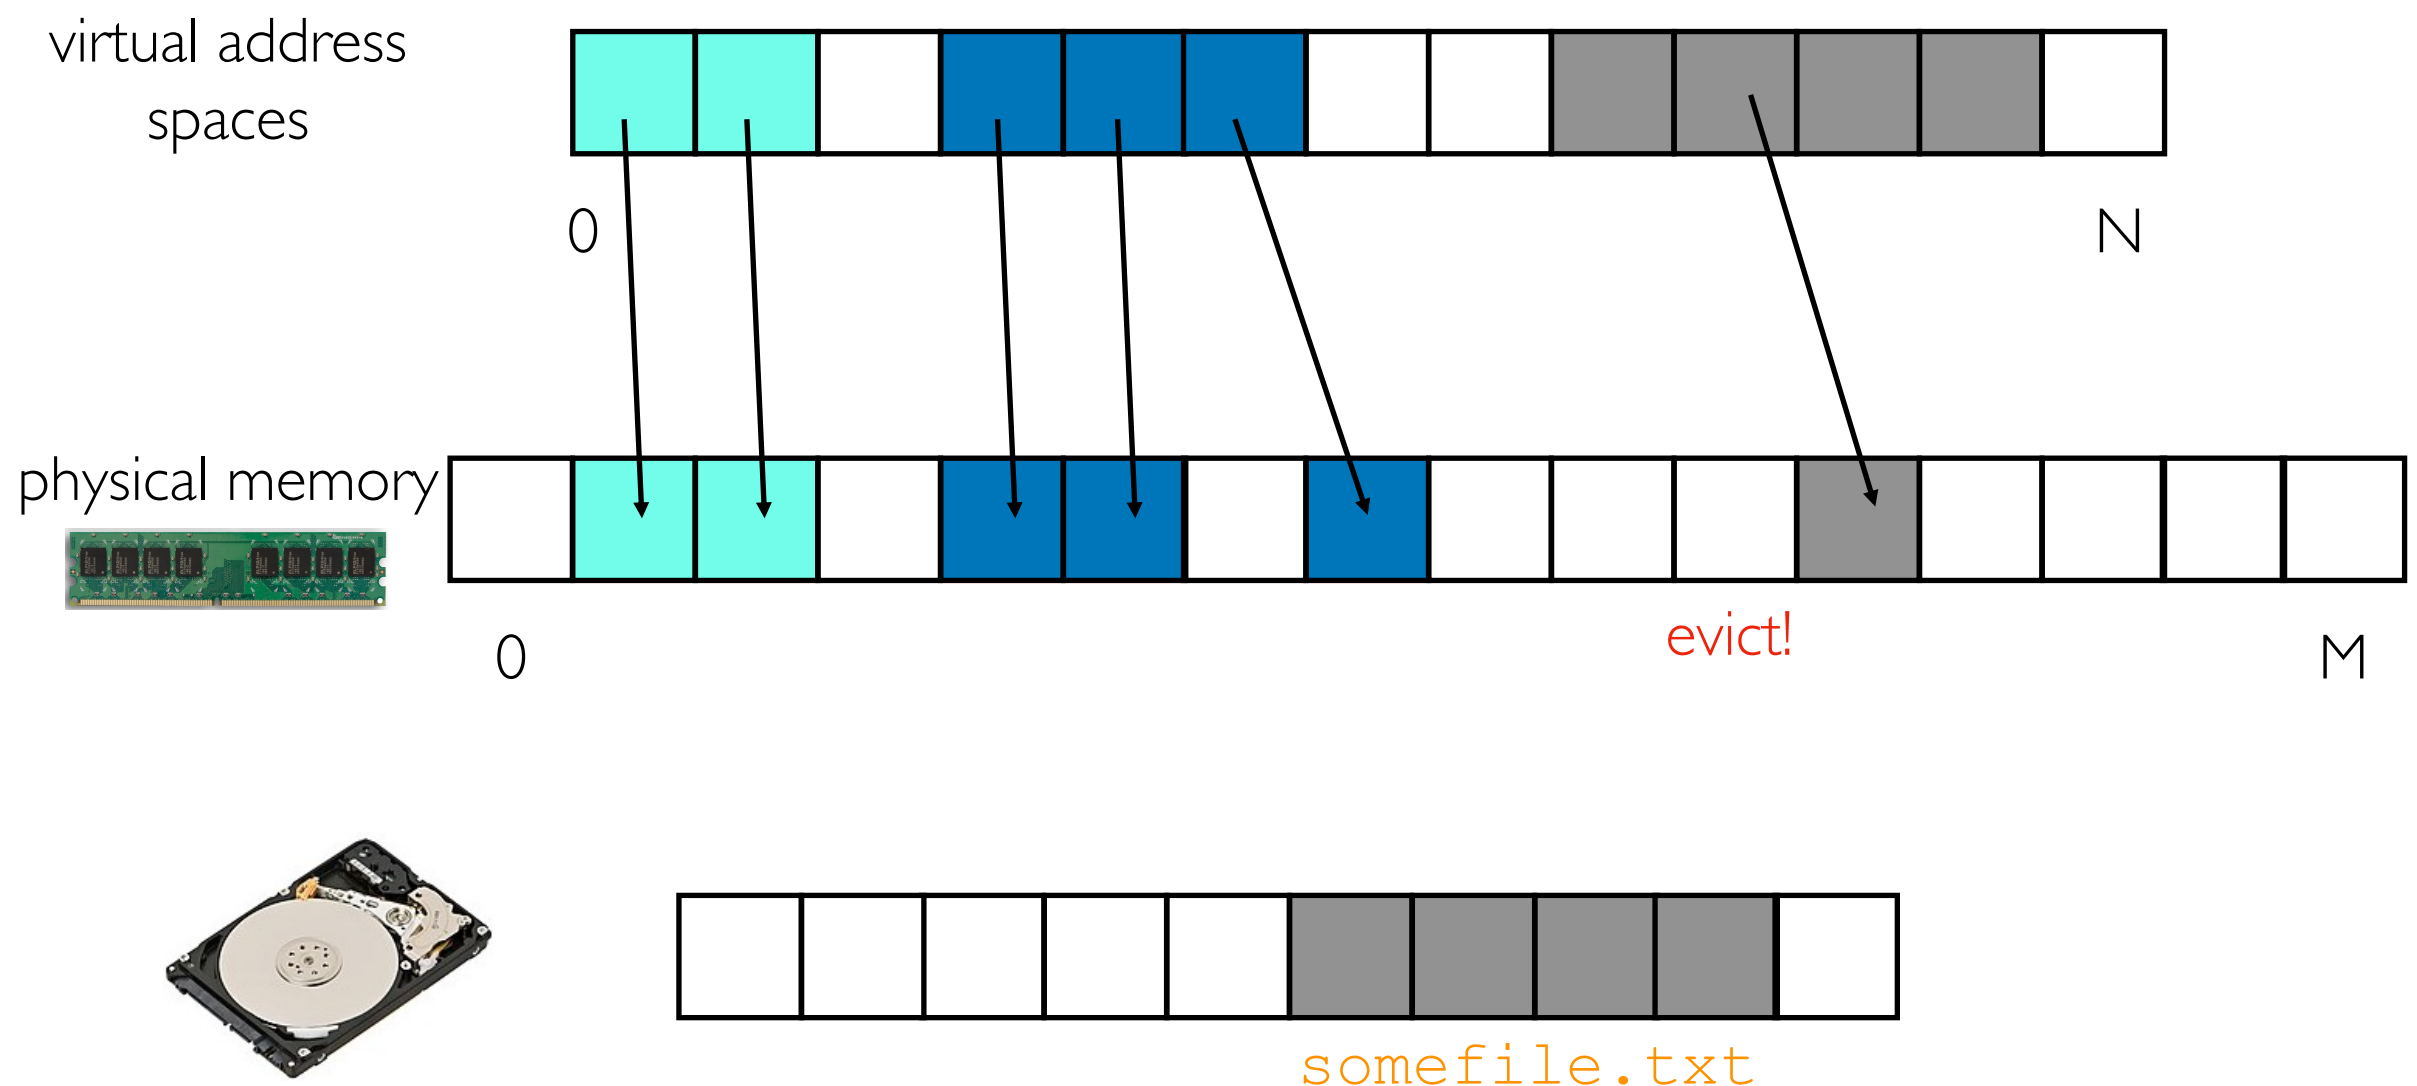 virtual address
spaces
0
N
physical memory
0
evict!
M
somefile.txt